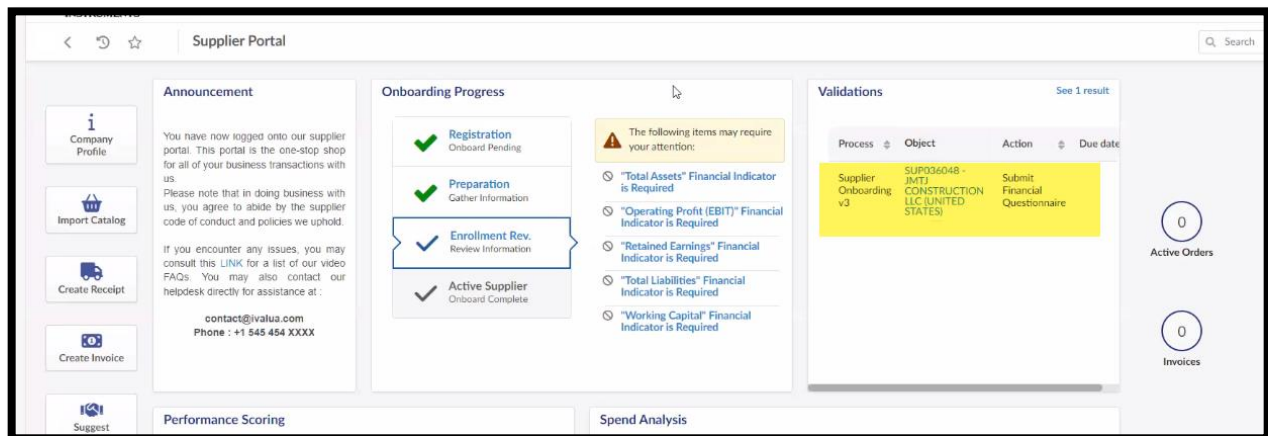 Supplier Portal
Search
Company
Profile
Import Catalog
Create Receipt
Create Invoice
Suggest
Announcement
You have now logged onto our supplier
portal. This portal is the one-stop shop
for all of your business transactions with
us.
Please note that in doing business with
us, you agree to abide by the supplier
code of conduct and policies we uphold.
If you encounter any issues, you may
consult this LINK for a list of our video
FAQs. You may also contact our
helpdesk directly for assistance at :
contact@ivalua.com
Phone : +1 545 454 XXXX
Onboarding Progress
Registration
Onboard Pending
Preparation
Gather Information
Enrollment Rev.
Review Information
Active Supplier
Onboard Complete
The following items may require
your attention:
"Total Assets" Financial Indicator
is Required
"Operating Profit (EBIT)" Financial
Indicator is Required
"Retained Earnings" Financial
Indicator is Required
"Total Liabilities" Financial
Indicator is Required
"Working Capital" Financial
Indicator is Required
Validations
See 1 result
Process Object Action Due date
Supplier
Onboarding
v3
SUP036048 -
JMTJ
CONSTRUCTION
LLC (UNITED
STATES)
Submit
Financial
Questionnaire
0
Active Orders
0
Invoices
Performance Scoring
Spend Analysis